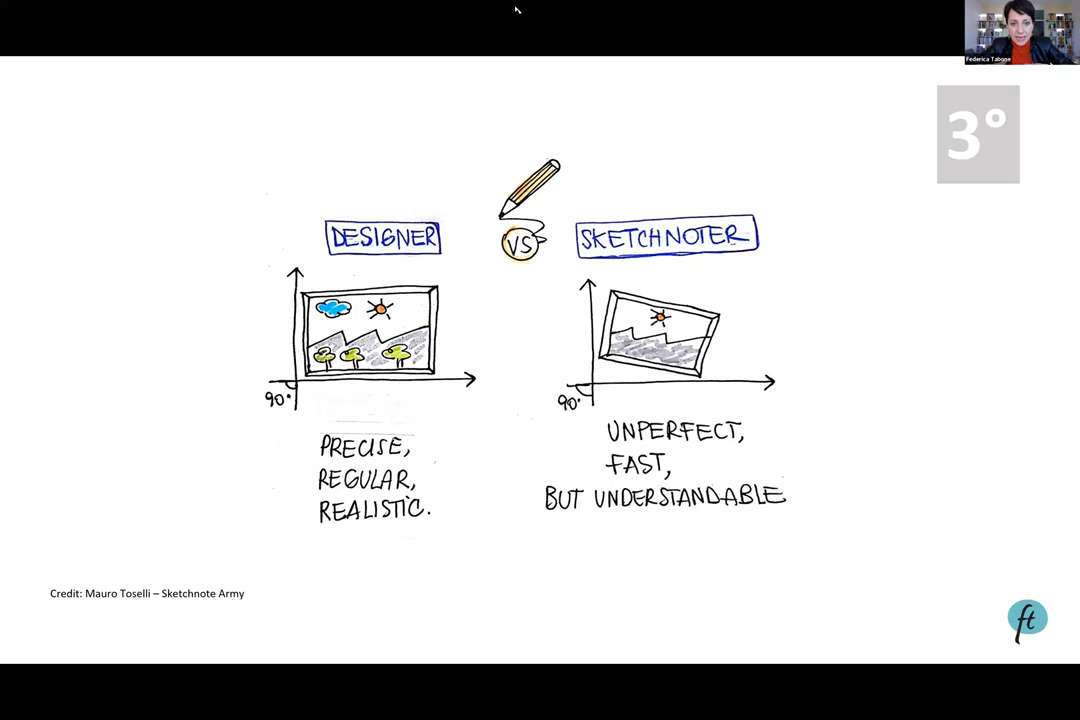 Federica Tabone
3°
DESIGNER
VS
SKETCHNOTER
90°
90°
PRECISE,
REGULAR,
REALISTIC.
UNPERFECT,
FAST,
BUT UNDERSTANDABLE
Credit: Mauro Toselli – Sketchnote Army
ft